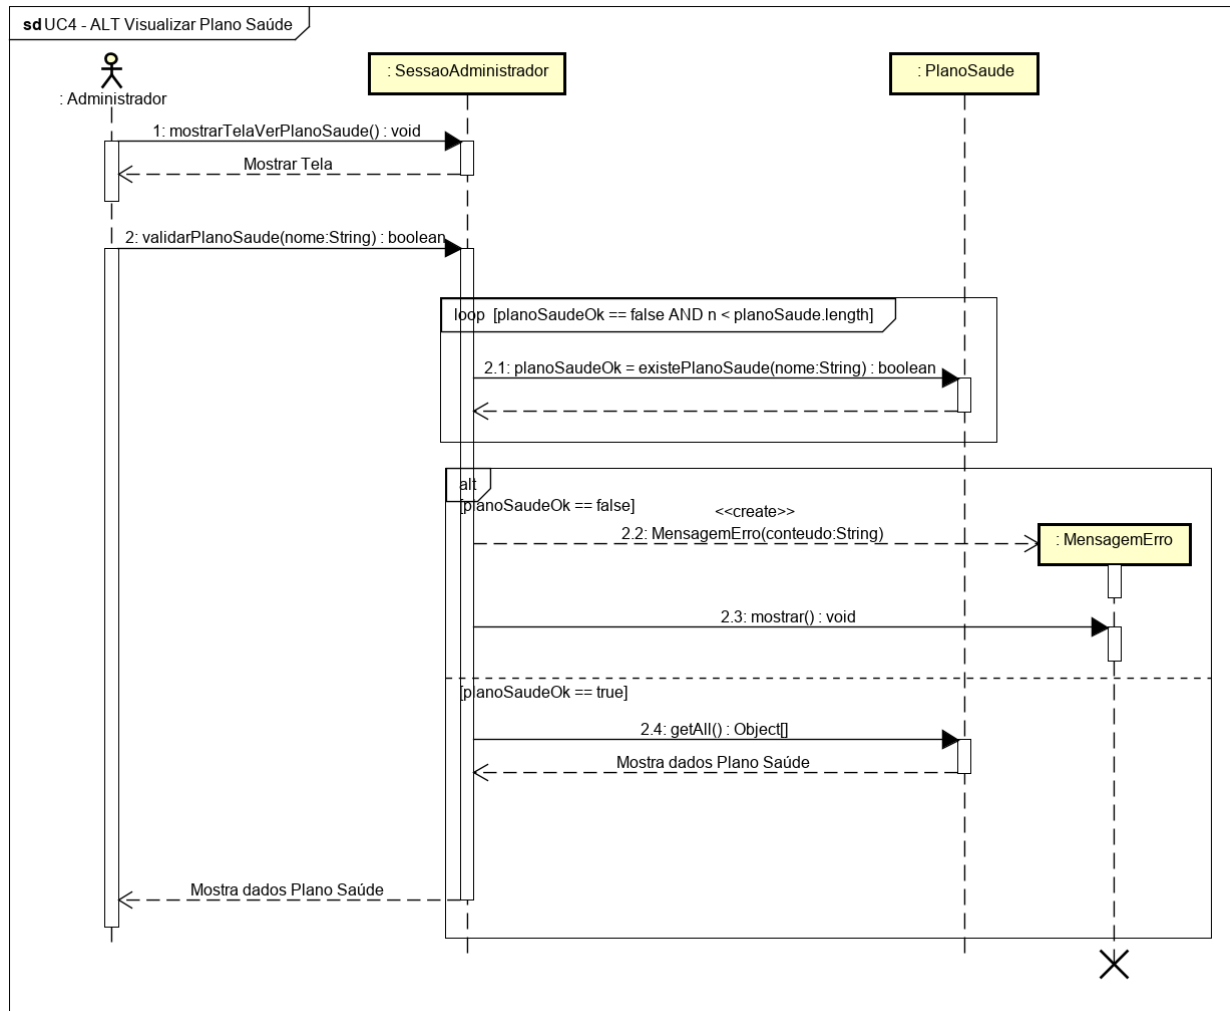 sd UC4 - ALT Visualizar Plano Saúde
: Administrador
: SessaoAdministrador
: PlanoSaude
1: mostrarTelaVerPlanoSaude() : void
Mostrar Tela
2: validarPlanoSaude(nome:String) : boolean
loop [planoSaudeOk == false AND n < planoSaude.length]
2.1: planoSaudeOk = existePlanoSaude(nome:String) : boolean
alt
[planoSaudeOk == false]
<<create>>
2.2: MensagemErro(conteudo:String)
: MensagemErro
2.3: mostrar() : void
[planoSaudeOk == true]
2.4: getAll() : Object[]
Mostra dados Plano Saúde
Mostra dados Plano Saúde